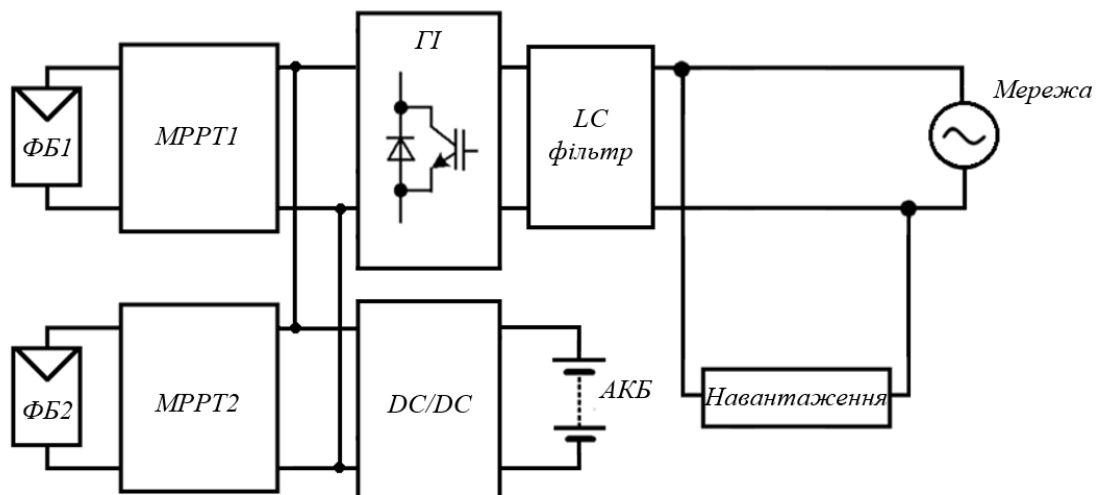 ФБ1
МРРТ1
ГІ
LC
фільтр
Мережа
ФБ2
МРРТ2
DC/DC
АКБ
Навантаження